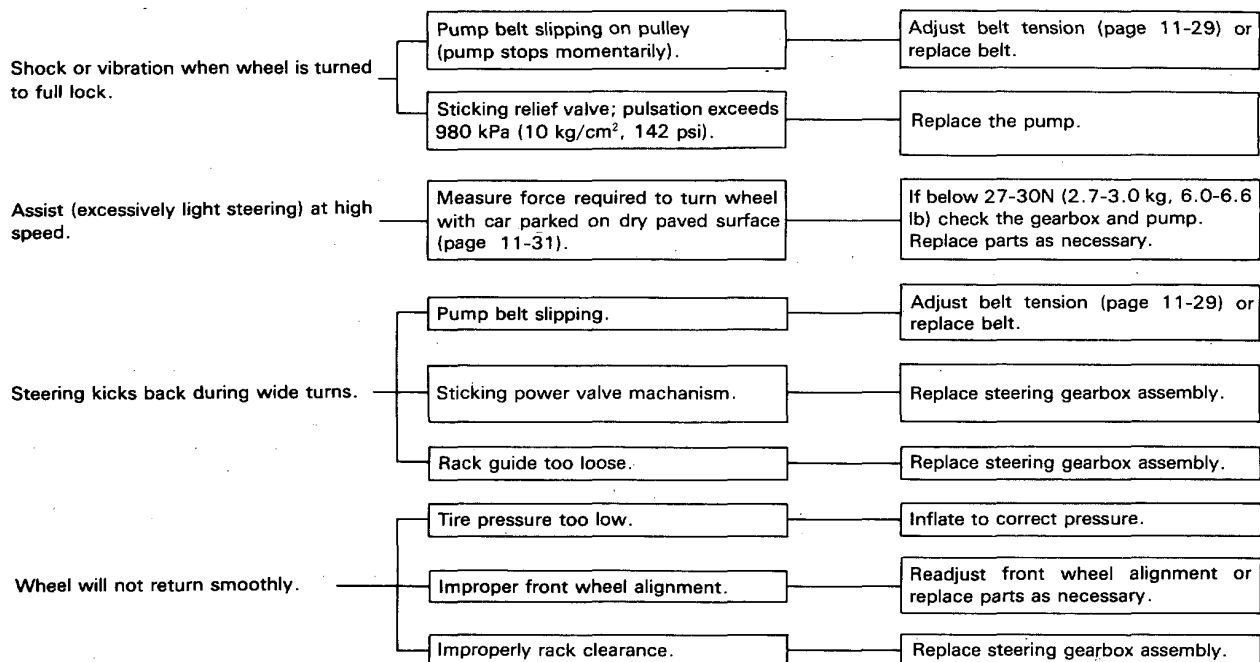 Shock or vibration when wheel is turned
to full lock.
Pump belt slipping on pulley
(pump stops momentarily).
Adjust belt tension (page 11-29) or
replace belt.
Sticking relief valve; pulsation exceeds
980 kPa (10 kg/cm², 142 psi).
Replace the pump.
Assist (excessively light steering) at high
speed.
Measure force required to turn wheel
with car parked on dry paved surface
(page 11-31).
If below 27-30N (2.7-3.0 kg, 6.0-6.6
lb) check the gearbox and pump.
Replace parts as necessary.
Steering kicks back during wide turns.
Pump belt slipping.
Adjust belt tension (page 11-29) or
replace belt.
Sticking power valve machanism.
Replace steering gearbox assembly.
Rack guide too loose.
Replace steering gearbox assembly.
Wheel will not return smoothly.
Tire pressure too low.
Inflate to correct pressure.
Improper front wheel alignment.
Readjust front wheel alignment or
replace parts as necessary.
Improperly rack clearance.
Replace steering gearbox assembly.